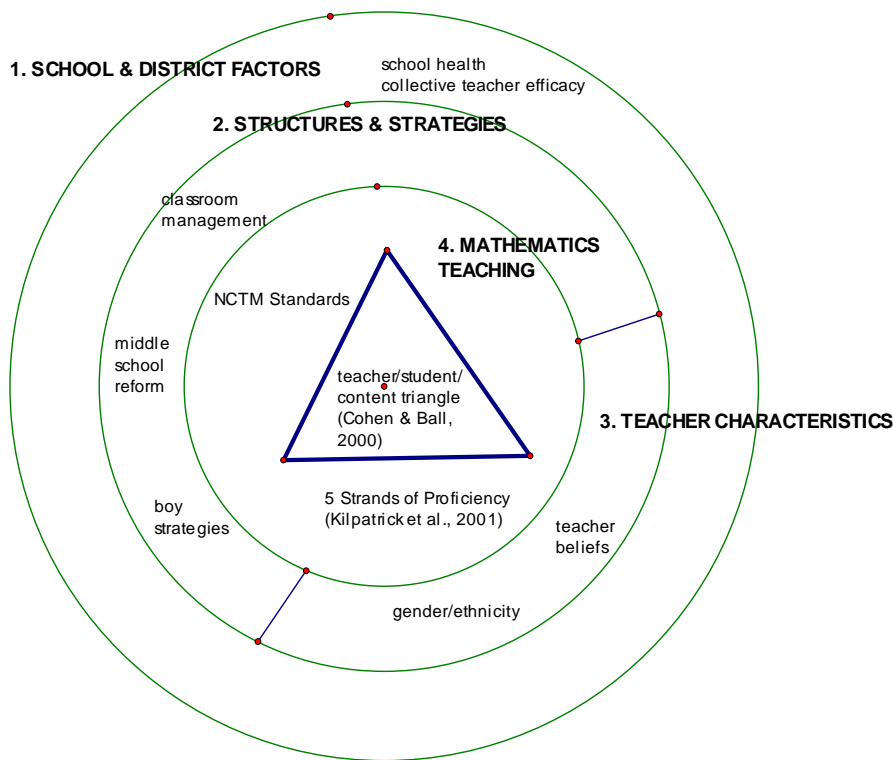 1. SCHOOL & DISTRICT FACTORS
school health
collective teacher efficacy
2. STRUCTURES & STRATEGIES
classroom
management
4. MATHEMATICS
TEACHING
NCTM Standards
middle
school
reform
teacher/student/
content triangle
(Cohen & Ball,
2000)
3. TEACHER CHARACTERISTICS
5 Strands of Proficiency
(Kilpatrick et al., 2001)
boy
strategies
teacher
beliefs
gender/ethnicity